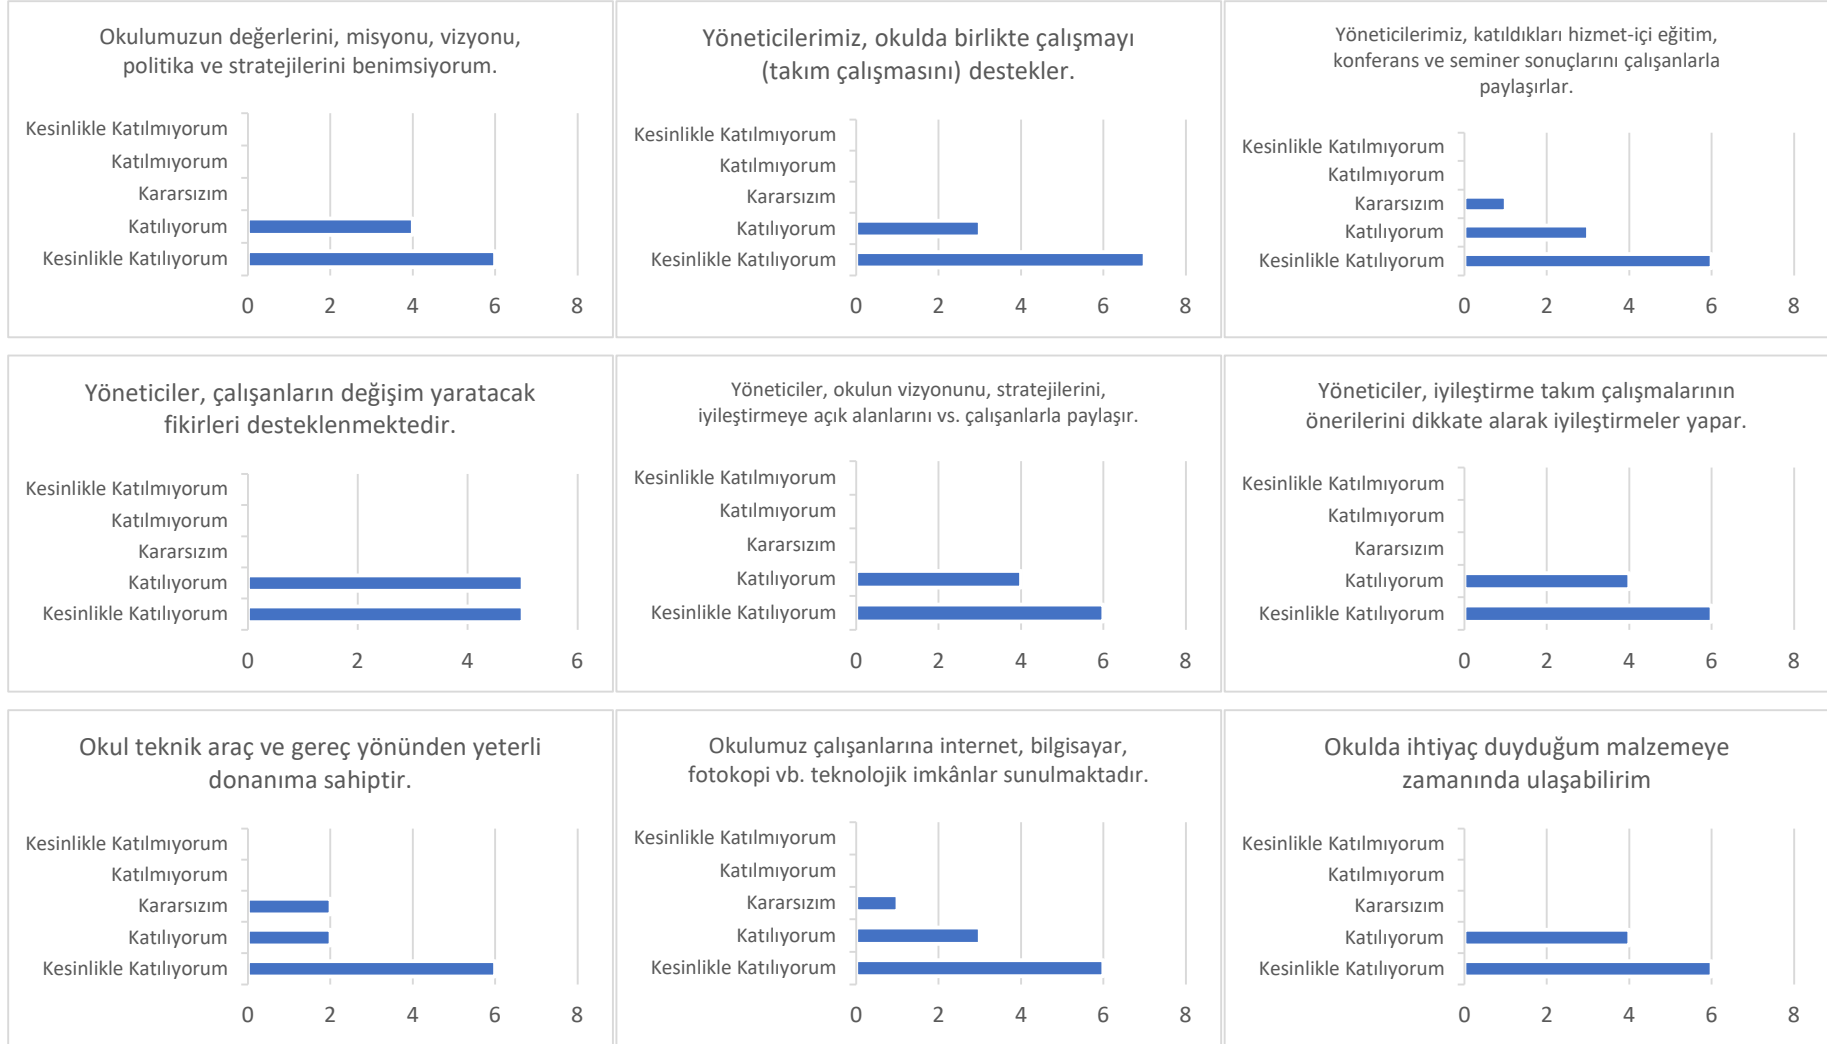 Okulumuzun değerlerini, misyonu, vizyonu,
politika ve stratejilerini benimsiyorum.
Kesinlikle Katılmıyorum
Katılmıyorum
Kararsızım
Katılıyorum
Kesinlikle Katılıyorum
0 2 4 6 8
Yöneticilerimiz, okulda birlikte çalışmayı
(takım çalışmasını) destekler.
Kesinlikle Katılmıyorum
Katılmıyorum
Kararsızım
Katılıyorum
Kesinlikle Katılıyorum
0 2 4 6 8
Yöneticilerimiz, katıldıkları hizmet-içi eğitim,
konferans ve seminer sonuçlarını çalışanlarla
paylaşırlar.
Kesinlikle Katılmıyorum
Katılmıyorum
Kararsızım
Katılıyorum
Kesinlikle Katılıyorum
0 2 4 6 8
Yöneticiler, çalışanların değişim yaratacak
fikirleri desteklenmektedir.
Kesinlikle Katılmıyorum
Katılmıyorum
Kararsızım
Katılıyorum
Kesinlikle Katılıyorum
0 2 4 6
Yöneticiler, okulun vizyonunu, stratejilerini,
iyileştirmeye açık alanlarını vs. çalışanlarla paylaşır.
Kesinlikle Katılmıyorum
Katılmıyorum
Kararsızım
Katılıyorum
Kesinlikle Katılıyorum
0 2 4 6 8
Yöneticiler, iyileştirme takım çalışmalarının
önerilerini dikkate alarak iyileştirmeler yapar.
Kesinlikle Katılmıyorum
Katılmıyorum
Kararsızım
Katılıyorum
Kesinlikle Katılıyorum
0 2 4 6 8
Okul teknik araç ve gereç yönünden yeterli
donanıma sahiptir.
Kesinlikle Katılmıyorum
Katılmıyorum
Kararsızım
Katılıyorum
Kesinlikle Katılıyorum
0 2 4 6 8
Okulumuz çalışanlarına internet, bilgisayar,
fotokopi vb. teknolojik imkânlar sunulmaktadır.
Kesinlikle Katılmıyorum
Katılmıyorum
Kararsızım
Katılıyorum
Kesinlikle Katılıyorum
0 2 4 6 8
Okulda ihtiyaç duyduğum malzemeye
zamanında ulaşabilirim
Kesinlikle Katılmıyorum
Katılmıyorum
Kararsızım
Katılıyorum
Kesinlikle Katılıyorum
0 2 4 6 8